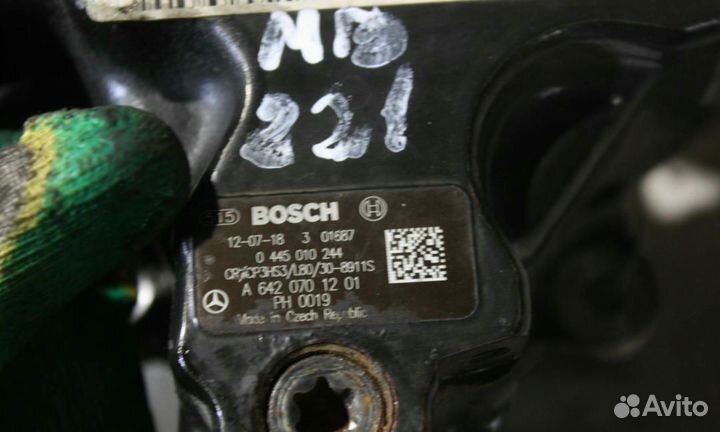 MB
221
BOSCH
12-07-18 3 01687
0 445 010 244
CR/CP3HS3/L80/30-8911S
A 642 070 12 01
PH 0019
Made in Czech Republic
Avito